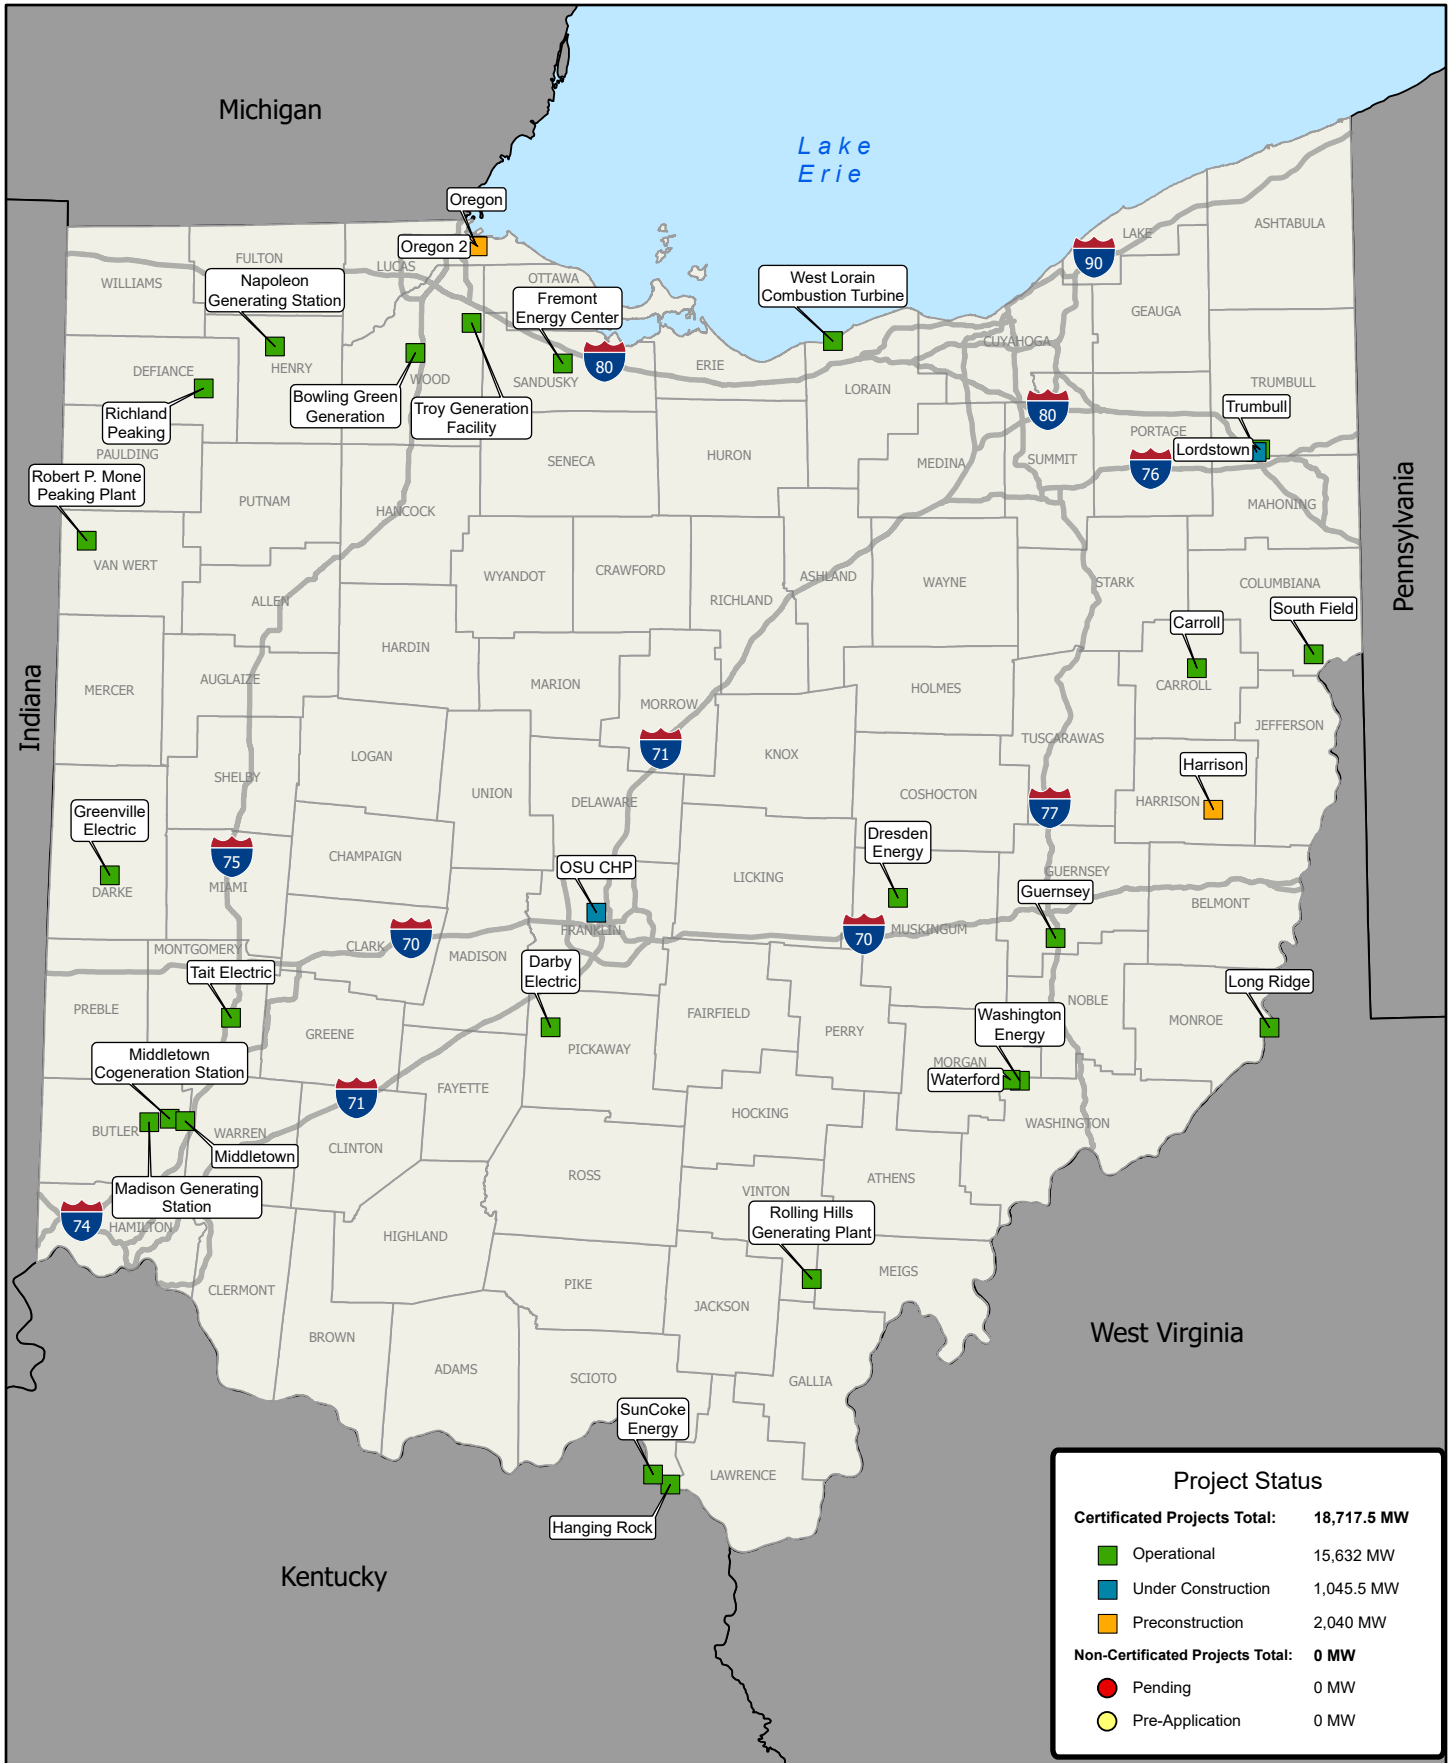 Michigan
Lake
Erie
Oregon
Oregon 2
ASHTABULA
LAKE
90
FULTON
LUCAS
WILLIAMS
OTTAWA
Napoleon
Generating Station
Fremont
Energy Center
West Lorain
Combustion Turbine
GEAUGA
CUYAHOGA
DEFIANCE
HENRY
WOOD
SANDUSKY
80
ERIE
LORAIN
TRUMBULL
Richland
Peaking
Bowling Green
Generation
Troy Generation
Facility
80
Trumbull
PAULDING
PORTAGE
Lordstown
Robert P. Mone
Peaking Plant
SENECA
HURON
MEDINA
SUMMIT
76
PUTNAM
HANCOCK
MAHONING
Pennsylvania
VAN WERT
WYANDOT
CRAWFORD
ASHLAND
WAYNE
STARK
COLUMBIANA
ALLEN
RICHLAND
South Field
Carroll
HARDIN
Indiana
MERCER
AUGLAIZE
MARION
HOLMES
CARROLL
MORROW
JEFFERSON
71
KNOX
TUSCARAWAS
LOGAN
SHELBY
Harrison
UNION
DELAWARE
COSHOCTON
77
HARRISON
Greenville
Electric
Dresden
Energy
75
CHAMPAIGN
OSU CHP
LICKING
GUERNSEY
MIAMI
DARKE
Guernsey
BELMONT
70
FRANKLIN
70
MUSKINGUM
MONTGOMERY
CLARK
MADISON
Tait Electric
Darby
Electric
Long Ridge
PREBLE
NOBLE
FAIRFIELD
Washington
Energy
MONROE
GREENE
PERRY
PICKAWAY
Middletown
Cogeneration Station
MORGAN
Waterford
FAYETTE
71
HOCKING
BUTLER
WARREN
WASHINGTON
CLINTON
Middletown
ROSS
ATHENS
VINTON
Madison Generating
Station
Rolling Hills
Generating Plant
74
HAMILTON
HIGHLAND
MEIGS
CLERMONT
PIKE
JACKSON
BROWN
West Virginia
ADAMS
SCIOTO
GALLIA
SunCoke
Energy
LAWRENCE
Hanging Rock
Kentucky
Project Status
Certificated Projects Total: 18,717.5 MW
Operational 15,632 MW
Under Construction 1,045.5 MW
Preconstruction 2,040 MW
Non-Certificated Projects Total: 0 MW
Pending 0 MW
Pre-Application 0 MW